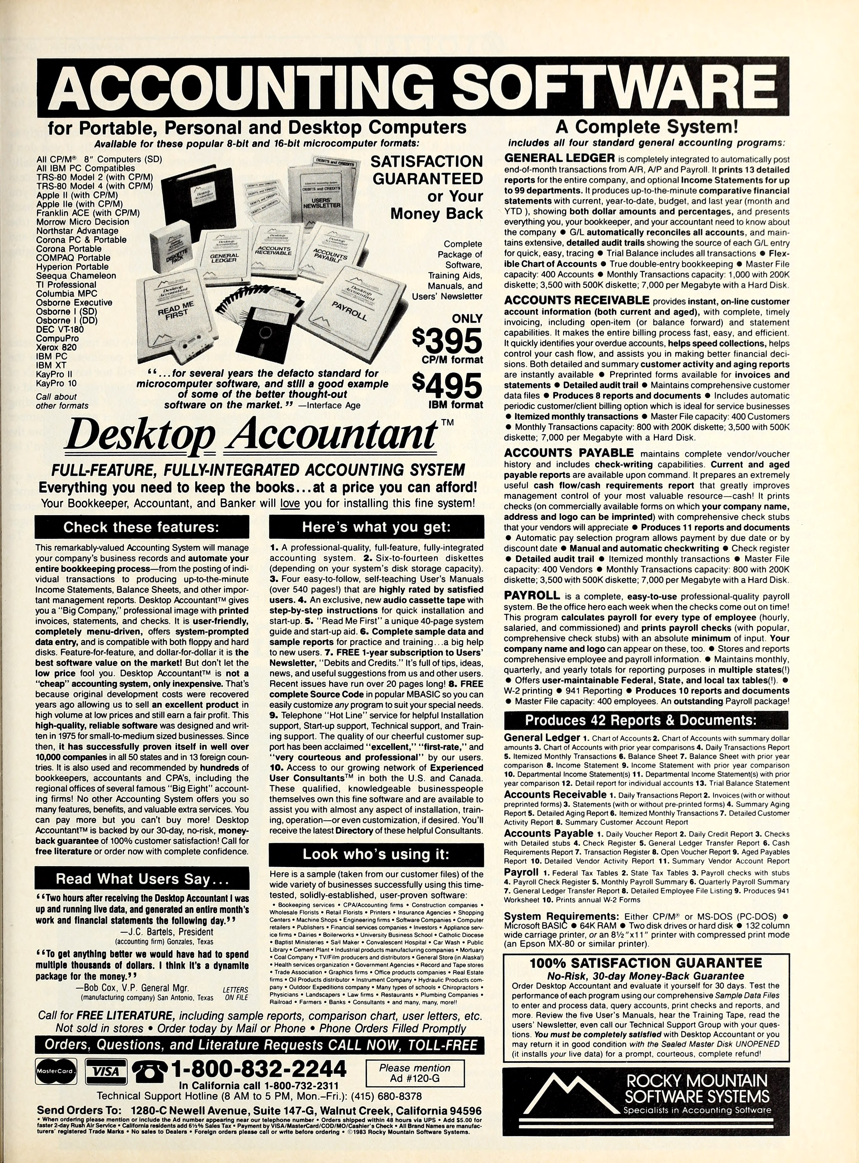 ACCOUNTING SOFTWARE
for Portable, Personal and Desktop Computers
Available for these popular 8-bit and 16-bit microcomputer formats:
All CP/M® 8" Computers (SD)
All IBM PC Compatibles
TRS-80 Model 2 (with CP/M)
TRS-80 Model 4 (with CP/M)
Apple II (with CP/M)
Apple IIe (with CP/M)
Franklin ACE (with CP/M)
Morrow Micro Decision
Northstar Advantage
Corona PC & Portable
Corona Portable
COMPAQ Portable
Hyperion Portable
Seequa Chameleon
TI Professional
Columbia MPC
Osborne Executive
Osborne I (SD)
Osborne I (DD)
DEC VT-180
CompuPro
Xerox 820
IBM PC
IBM XT
KayPro II
KayPro 10
Call about
other formats
USERS'
NEWSLETTER
DISKETTE
GENERAL
LEDGER
ACCOUNTS
RECEIVABLE
ACCOUNTS
PAYABLE
READ ME
FIRST
PAYROLL
SATISFACTION
GUARANTEED
or Your
Money Back
Complete
Package of
Software,
Training Aids,
Manuals, and
Users' Newsletter
ONLY
$395
CP/M format
$495
IBM format
"...for several years the defacto standard for
microcomputer software, and still a good example
of some of the better thought-out
software on the market." —Interface Age
Desktop Accountant™
FULL-FEATURE, FULLY-INTEGRATED ACCOUNTING SYSTEM
Everything you need to keep the books...at a price you can afford!
Your Bookkeeper, Accountant, and Banker will love you for installing this fine system!
Check these features:
This remarkably-valued Accounting System will manage
your company's business records and automate your
entire bookkeeping process—from the posting of indi-
vidual transactions to producing up-to-the-minute
Income Statements, Balance Sheets, and other impor-
tant management reports. Desktop Accountant™ gives
you a "Big Company," professional image with printed
invoices, statements, and checks. It is user-friendly,
completely menu-driven, offers system-prompted
data entry, and is compatible with both floppy and hard
disks. Feature-for-feature, and dollar-for-dollar it is the
best software value on the market! But don't let the
low price fool you. Desktop Accountant™ is not a
"cheap" accounting system, only inexpensive. That's
because original development costs were recovered
years ago allowing us to sell an excellent product in
high volume at low prices and still earn a fair profit. This
high-quality, reliable software was designed and writ-
ten in 1975 for small-to-medium sized businesses. Since
then, it has successfully proven itself in well over
10,000 companies in all 50 states and in 13 foreign coun-
tries. It is also used and recommended by hundreds of
bookkeepers, accountants and CPA's, including the
regional offices of several famous "Big Eight" account-
ing firms! No other Accounting System offers you so
many features, benefits, and valuable extra services. You
can pay more but you can't buy more! Desktop
Accountant™ is backed by our 30-day, no-risk, money-
back guarantee of 100% customer satisfaction! Call for
free literature or order now with complete confidence.
Read What Users Say...
"Two hours after receiving the Desktop Accountant I was
up and running live data, and generated an entire month's
work and financial statements the following day."
—J.C. Bartels, President
(accounting firm) Gonzales, Texas
"To get anything better we would have had to spend
multiple thousands of dollars. I think it's a dynamite
package for the money."
—Bob Cox, V.P. General Mgr.
(manufacturing company) San Antonio, Texas
LETTERS
ON FILE
Here's what you get:
1. A professional-quality, full-feature, fully-integrated
accounting system. 2. Six-to-fourteen diskettes
(depending on your system's disk storage capacity).
3. Four easy-to-follow, self-teaching User's Manuals
(over 540 pages!) that are highly rated by satisfied
users. 4. An exclusive, new audio cassette tape with
step-by-step instructions for quick installation and
start-up. 5. "Read Me First" a unique 40-page system
guide and start-up aid. 6. Complete sample data and
sample reports for practice and training...a big help
to new users. 7. FREE 1-year subscription to Users'
Newsletter, "Debits and Credits." It's full of tips, ideas,
news, and useful suggestions from us and other users.
Recent issues have run over 20 pages long! 8. FREE
complete Source Code in popular MBASIC so you can
easily customize any program to suit your special needs.
9. Telephone "Hot Line" service for helpful Installation
support, Start-up support, Technical support, and Train-
ing support. The quality of our cheerful customer sup-
port has been acclaimed "excellent," "first-rate," and
"very courteous and professional" by our users.
10. Access to our growing network of Experienced
User Consultants™ in both the U.S. and Canada.
These qualified, knowledgeable businesspeople
themselves own this fine software and are available to
assist you with almost any aspect of installation, train-
ing, operation—or even customization, if desired. You'll
receive the latest Directory of these helpful Consultants.
Look who's using it:
Here is a sample (taken from our customer files) of the
wide variety of businesses successfully using this time-
tested, solidly-established, user-proven software:
• Bookeeping services • CPA/Accounting firms • Construction companies •
Wholesale Florists • Retail Florists • Printers • Insurance Agencies • Shopping
Centers • Machine Shops • Engineering firms • Software Companies • Computer
retailers • Publishers • Financial services companies • Investors • Appliance serv-
ice firms • Dairies • Boilerworks • University Business School • Catholic Diocese
• Baptist Ministeries • Sail Maker • Convalescent Hospital • Car Wash • Public
Library • Cement Plant • Industrial products manufacturing companies • Mortuary
• Coal Company • TV/Film producers and distributors • General Store (in Alaska!)
• Health services organization • Government Agencies • Record and Tape stores
• Trade Association • Graphics firms • Office products companies • Real Estate
firms • Oil Products distributor • Instrument Company • Hydraulic Products com-
pany • Outdoor Expeditions company • Many types of schools • Chiropractors •
Physicians • Landscapers • Law firms • Restaurants • Plumbing Companies •
Railroad • Farmers • Banks • Consultants • and many, many, more!!
Call for FREE LITERATURE, including sample reports, comparison chart, user letters, etc.
Not sold in stores • Order today by Mail or Phone • Phone Orders Filled Promptly
Orders, Questions, and Literature Requests CALL NOW, TOLL-FREE
MasterCard
VISA
1-800-832-2244
In California call 1-800-732-2311
Please mention
Ad #120-G
Technical Support Hotline (8 AM to 5 PM, Mon.–Fri.): (415) 680-8378
Send Orders To: 1280-C Newell Avenue, Suite 147-G, Walnut Creek, California 94596
• When ordering please mention or include the Ad number appearing near our telephone number • Orders shipped within 48 hours via UPS • Add $5.00 for
faster 2-day Rush Air Service • California residents add 6½% Sales Tax • Payment by VISA/MasterCard/COD/MO/Cashier's Check • All Brand Names are manufac-
turers' registered Trade Marks • No sales to Dealers • Foreign orders please call or write before ordering • ©1983 Rocky Mountain Software Systems.
A Complete System!
includes all four standard general accounting programs:
GENERAL LEDGER is completely integrated to automatically post
end-of-month transactions from A/R, A/P and Payroll. It prints 13 detailed
reports for the entire company, and optional Income Statements for up
to 99 departments. It produces up-to-the-minute comparative financial
statements with current, year-to-date, budget, and last year (month and
YTD ), showing both dollar amounts and percentages, and presents
everything you, your bookkeeper, and your accountant need to know about
the company ● G/L automatically reconciles all accounts, and main-
tains extensive, detailed audit trails showing the source of each G/L entry
for quick, easy, tracing ● Trial Balance includes all transactions ● Flex-
ible Chart of Accounts ● True double-entry bookkeeping ● Master File
capacity: 400 Accounts ● Monthly Transactions capacity: 1,000 with 200K
diskette; 3,500 with 500K diskette; 7,000 per Megabyte with a Hard Disk.
ACCOUNTS RECEIVABLE provides instant, on-line customer
account information (both current and aged), with complete, timely
invoicing, including open-item (or balance forward) and statement
capabilities. It makes the entire billing process fast, easy, and efficient.
It quickly identifies your overdue accounts, helps speed collections, helps
control your cash flow, and assists you in making better financial deci-
sions. Both detailed and summary customer activity and aging reports
are instantly available ● Preprinted forms available for invoices and
statements ● Detailed audit trail ● Maintains comprehensive customer
data files ● Produces 8 reports and documents ● Includes automatic
periodic customer/client billing option which is ideal for service businesses
● Itemized monthly transactions ● Master File capacity: 400 Customers
● Monthly Transactions capacity: 800 with 200K diskette; 3,500 with 500K
diskette; 7,000 per Megabyte with a Hard Disk.
ACCOUNTS PAYABLE maintains complete vendor/voucher
history and includes check-writing capabilities. Current and aged
payable reports are available upon command. It prepares an extremely
useful cash flow/cash requirements report that greatly improves
management control of your most valuable resource—cash! It prints
checks (on commercially available forms on which your company name,
address and logo can be imprinted) with comprehensive check stubs
that your vendors will appreciate ● Produces 11 reports and documents
● Automatic pay selection program allows payment by due date or by
discount date ● Manual and automatic checkwriting ● Check register
● Detailed audit trail ● Itemized monthly transactions ● Master File
capacity: 400 Vendors ● Monthly Transactions capacity: 800 with 200K
diskette; 3,500 with 500K diskette; 7,000 per Megabyte with a Hard Disk.
PAYROLL is a complete, easy-to-use professional-quality payroll
system. Be the office hero each week when the checks come out on time!
This program calculates payroll for every type of employee (hourly,
salaried, and commissioned) and prints payroll checks (with popular,
comprehensive check stubs) with an absolute minimum of input. Your
company name and logo can appear on these, too. ● Stores and reports
comprehensive employee and payroll information. ● Maintains monthly,
quarterly, and yearly totals for reporting purposes in multiple states(!)
● Offers user-maintainable Federal, State, and local tax tables(!). ●
W-2 printing ● 941 Reporting ● Produces 10 reports and documents
● Master File capacity: 400 employees. An outstanding Payroll package!
Produces 42 Reports & Documents:
General Ledger 1. Chart of Accounts 2. Chart of Accounts with summary dollar
amounts 3. Chart of Accounts with prior year comparisons 4. Daily Transactions Report
5. Itemized Monthly Transactions 6. Balance Sheet 7. Balance Sheet with prior year
comparison 8. Income Statement 9. Income Statement with prior year comparison
10. Departmental Income Statement(s) 11. Departmental Income Statement(s) with prior
year comparison 12. Detail report for individual accounts 13. Trial Balance Statement
Accounts Receivable 1. Daily Transactions Report 2. Invoices (with or without
preprinted forms) 3. Statements (with or without pre-printed forms) 4. Summary Aging
Report 5. Detailed Aging Report 6. Itemized Monthly Transactions 7. Detailed Customer
Activity Report 8. Summary Customer Account Report
Accounts Payable 1. Daily Voucher Report 2. Daily Credit Report 3. Checks
with Detailed stubs 4. Check Register 5. General Ledger Transfer Report 6. Cash
Requirements Report 7. Transaction Register 8. Open Voucher Report 9. Aged Payables
Report 10. Detailed Vendor Activity Report 11. Summary Vendor Account Report
Payroll 1. Federal Tax Tables 2. State Tax Tables 3. Payroll checks with stubs
4. Payroll Check Register 5. Monthly Payroll Summary 6. Quarterly Payroll Summary
7. General Ledger Transfer Report 8. Detailed Employee File Listing 9. Produces 941
Worksheet 10. Prints annual W-2 Forms
System Requirements: Either CP/M® or MS-DOS (PC-DOS) ●
Microsoft BASIC ● 64K RAM ● Two disk drives or hard disk ● 132 column
wide carriage printer, or an 8½"x11" printer with compressed print mode
(an Epson MX-80 or similar printer).
100% SATISFACTION GUARANTEE
No-Risk, 30-day Money-Back Guarantee
Order Desktop Accountant and evaluate it yourself for 30 days. Test the
performance of each program using our comprehensive Sample Data Files
to enter and process data, query accounts, print checks and reports, and
more. Review the five User's Manuals, hear the Training Tape, read the
users' Newsletter, even call our Technical Support Group with your ques-
tions. You must be completely satisfied with Desktop Accountant or you
may return it in good condition with the Sealed Master Disk UNOPENED
(it installs your live data) for a prompt, courteous, complete refund!
ROCKY MOUNTAIN
SOFTWARE SYSTEMS
Specialists in Accounting Software